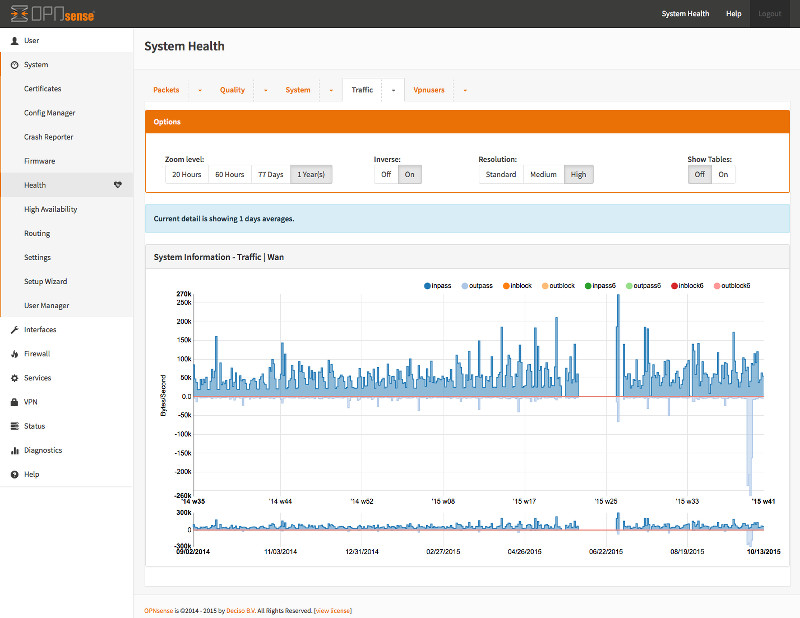 OPNsense
System Health Help Logout
User
System
Certificates
Config Manager
Crash Reporter
Firmware
Health
High Availability
Routing
Settings
Setup Wizard
User Manager
Interfaces
Firewall
Services
VPN
Status
Diagnostics
Help
System Health
Packets - Quality - System - Traffic - Vpnusers -
Options
Zoom level: Inverse: Resolution: Show Tables:
20 Hours 60 Hours 77 Days 1 Year(s) Off On Standard Medium High Off On
Current detail is showing 1 days averages.
System Information - Traffic | Wan
inpass outpass inblock outblock inpass6 outpass6 inblock6 outblock6
270k
250k
200k
150k
100k
50k
0.0
-50k
-100k
-150k
-200k
-260k
Bytes/Second
'14 w35 '14 w44 '14 w52 '15 w08 '15 w17 '15 w25 '15 w33 '15 w41
300k
0
-300k
09/02/2014 11/03/2014 12/31/2014 02/27/2015 04/26/2015 06/22/2015 08/19/2015 10/13/2015
OPNsense is ©2014 - 2015 by Deciso B.V. All Rights Reserved. [view license]